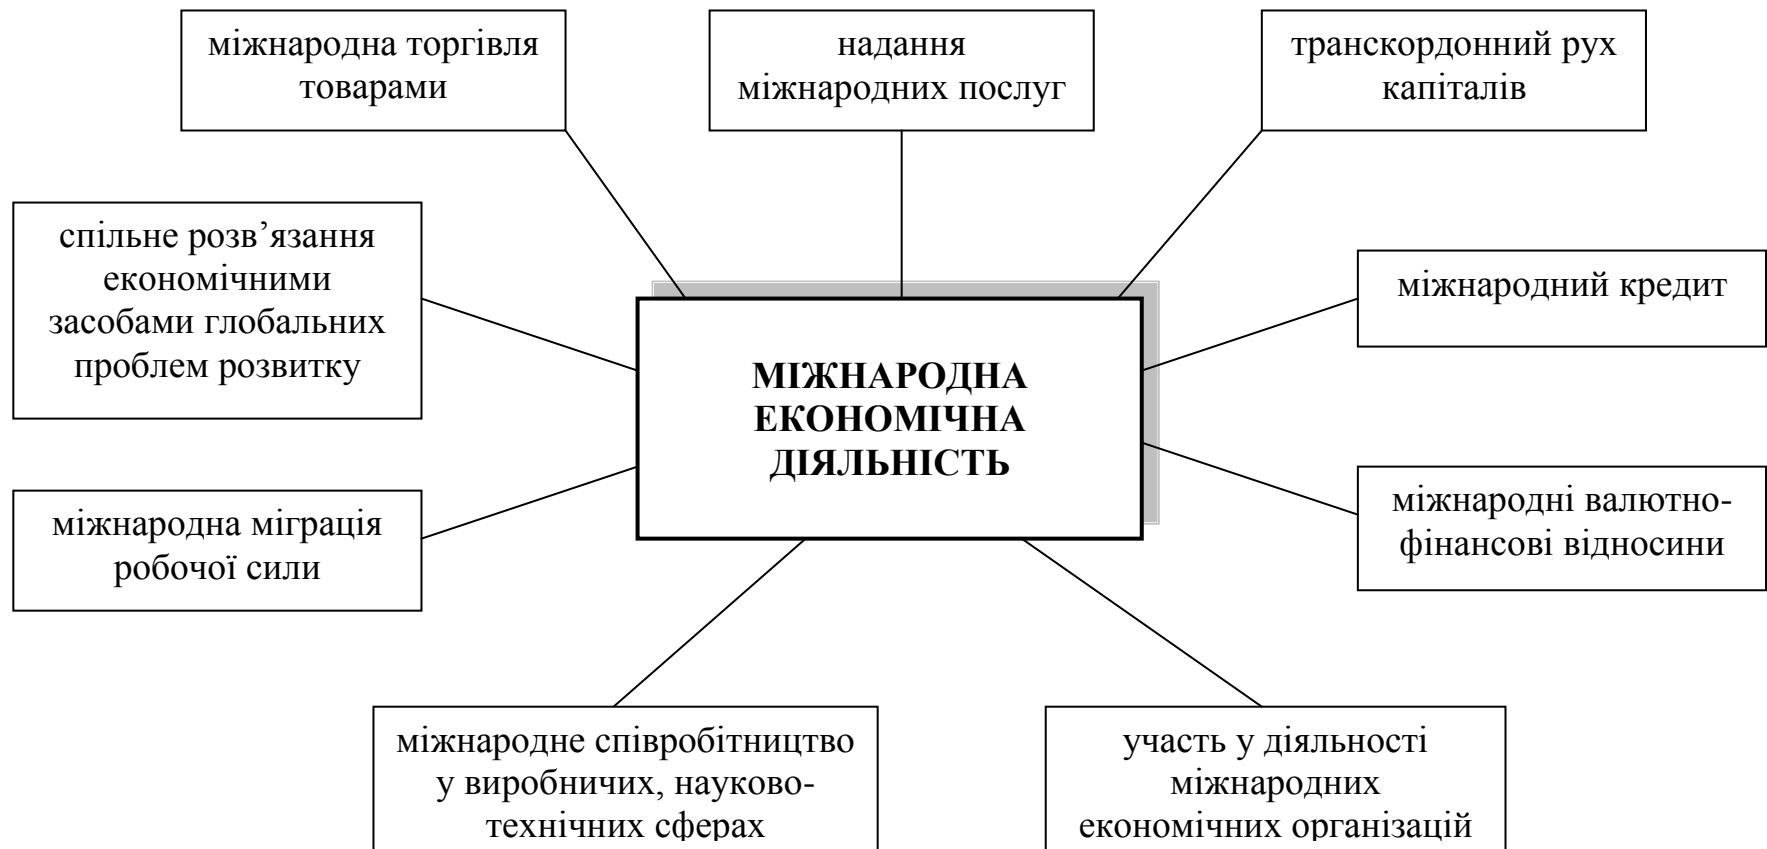 міжнародна торгівля
товарами
надання
міжнародних послуг
транскордонний рух
капіталів
спільне розв’язання
економічними
засобами глобальних
проблем розвитку
міжнародний кредит
МІЖНАРОДНА
ЕКОНОМІЧНА
ДІЯЛЬНІСТЬ
міжнародна міграція
робочої сили
міжнародні валютно-
фінансові відносини
міжнародне співробітництво
у виробничих, науково-
технічних сферах
участь у діяльності
міжнародних
економічних організацій